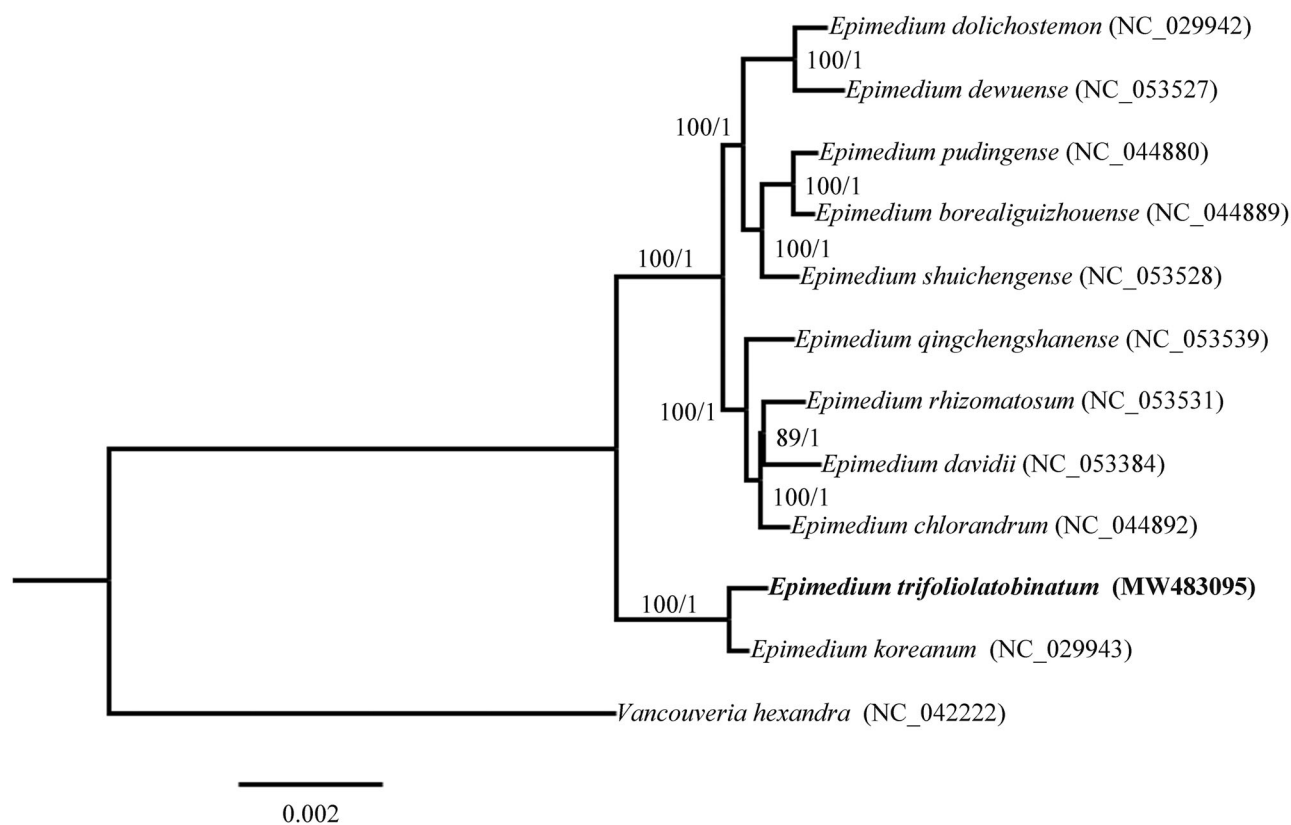 Epimedium dolichostemon (NC_029942)
100/1
Epimedium dewuense (NC_053527)
100/1
Epimedium pudingense (NC_044880)
100/1
Epimedium borealiguizhouense (NC_044889)
100/1
100/1
Epimedium shuichengense (NC_053528)
Epimedium qingchengshanense (NC_053539)
Epimedium rhizomatosum (NC_053531)
100/1
89/1
Epimedium davidii (NC_053384)
100/1
Epimedium chlorandrum (NC_044892)
Epimedium trifoliolatobinatum (MW483095)
100/1
Epimedium koreanum (NC_029943)
Vancouveria hexandra (NC_042222)
0.002